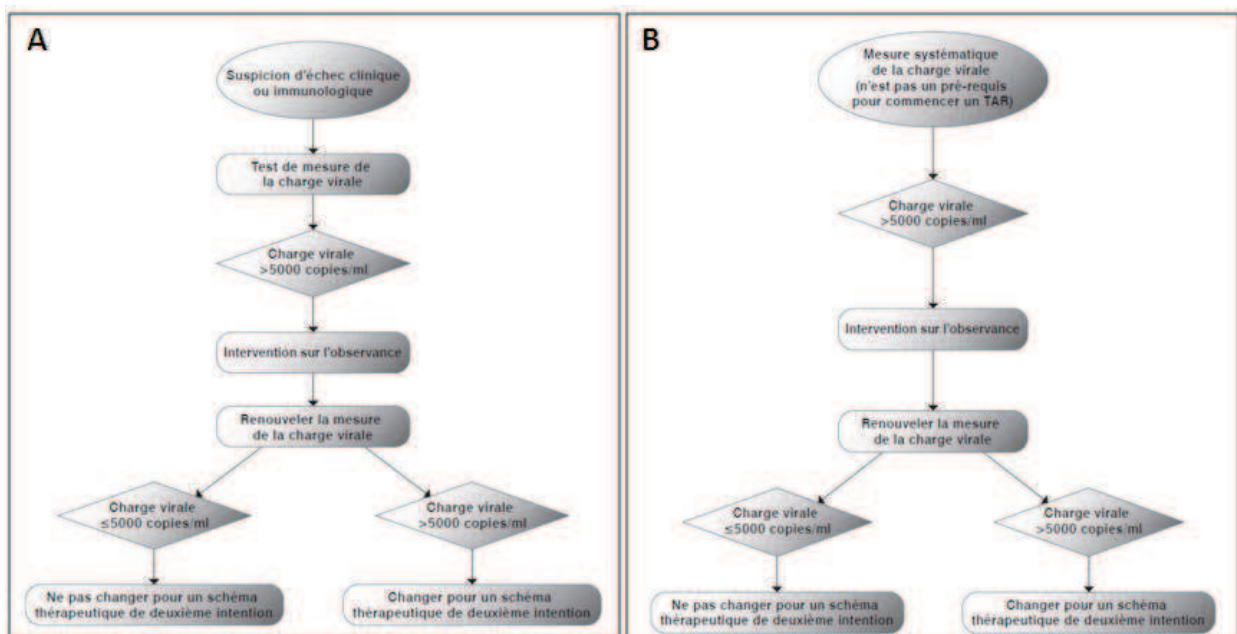 A
Suspicion d'échec clinique
ou immunologique
Test de mesure de
la charge virale
Charge virale
>5000 copies/ml
Intervention sur l'observance
Renouveler la mesure
de la charge virale
Charge virale
≤5000 copies/ml
Charge virale
>5000 copies/ml
Ne pas changer pour un schéma
thérapeutique de deuxième intention
Changer pour un schéma
thérapeutique de deuxième intention
B
Mesure systématique
de la charge virale
(n'est pas un pré-requis
pour commencer un TAR)
Charge virale
>5000 copies/ml
Intervention sur l'observance
Renouveler la mesure
de la charge virale
Charge virale
≤5000 copies/ml
Charge virale
>5000 copies/ml
Ne pas changer pour un schéma
thérapeutique de deuxième intention
Changer pour un schéma
thérapeutique de deuxième intention